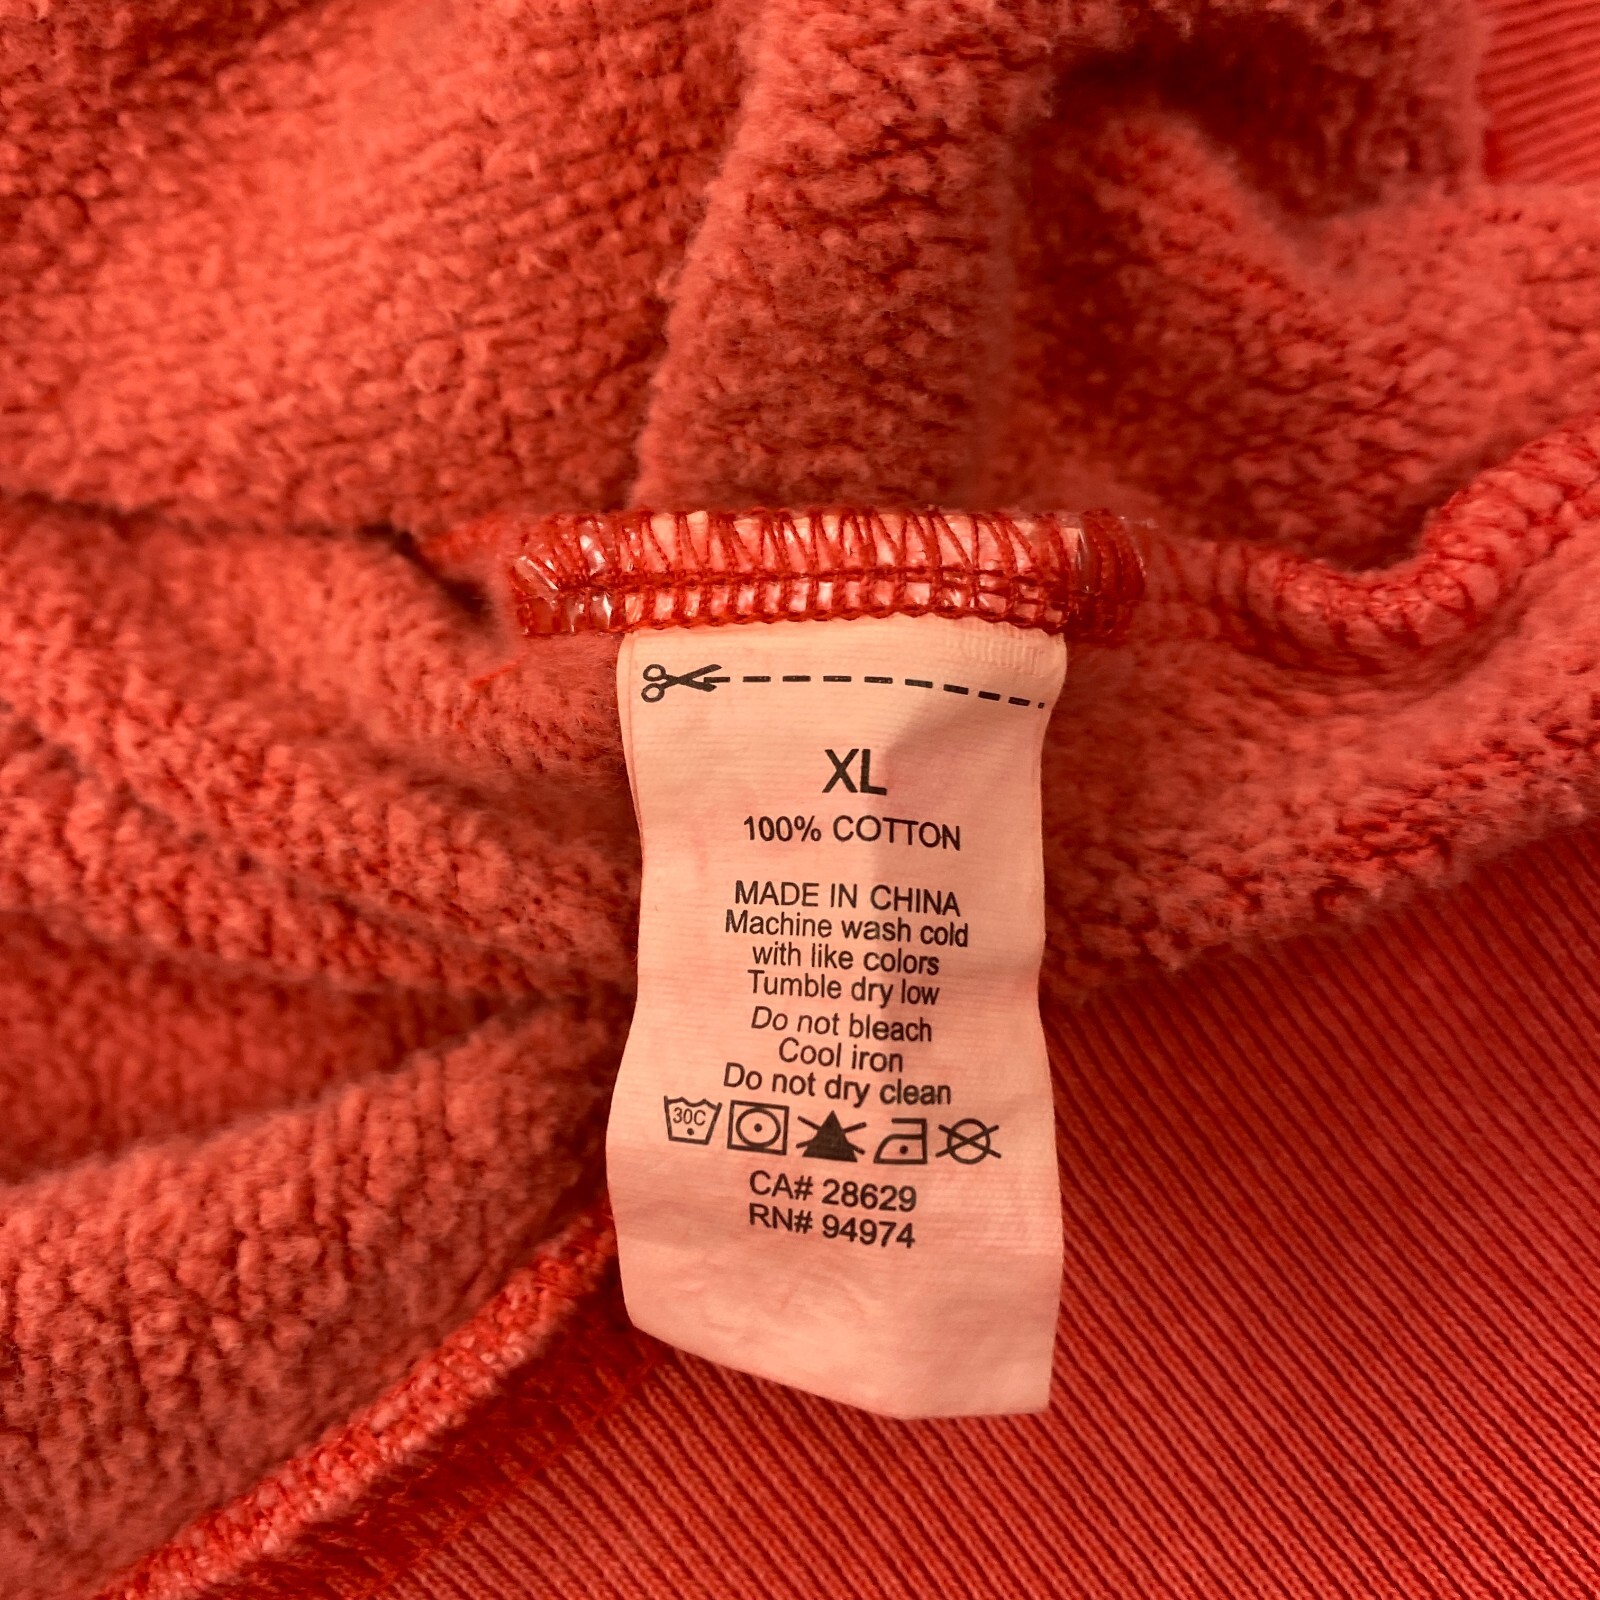 XL
100% COTTON
MADE IN CHINA
Machine wash cold
with like colors
Tumble dry low
Do not bleach
Cool iron
Do not dry clean
30C
CA# 28629
RN# 94974